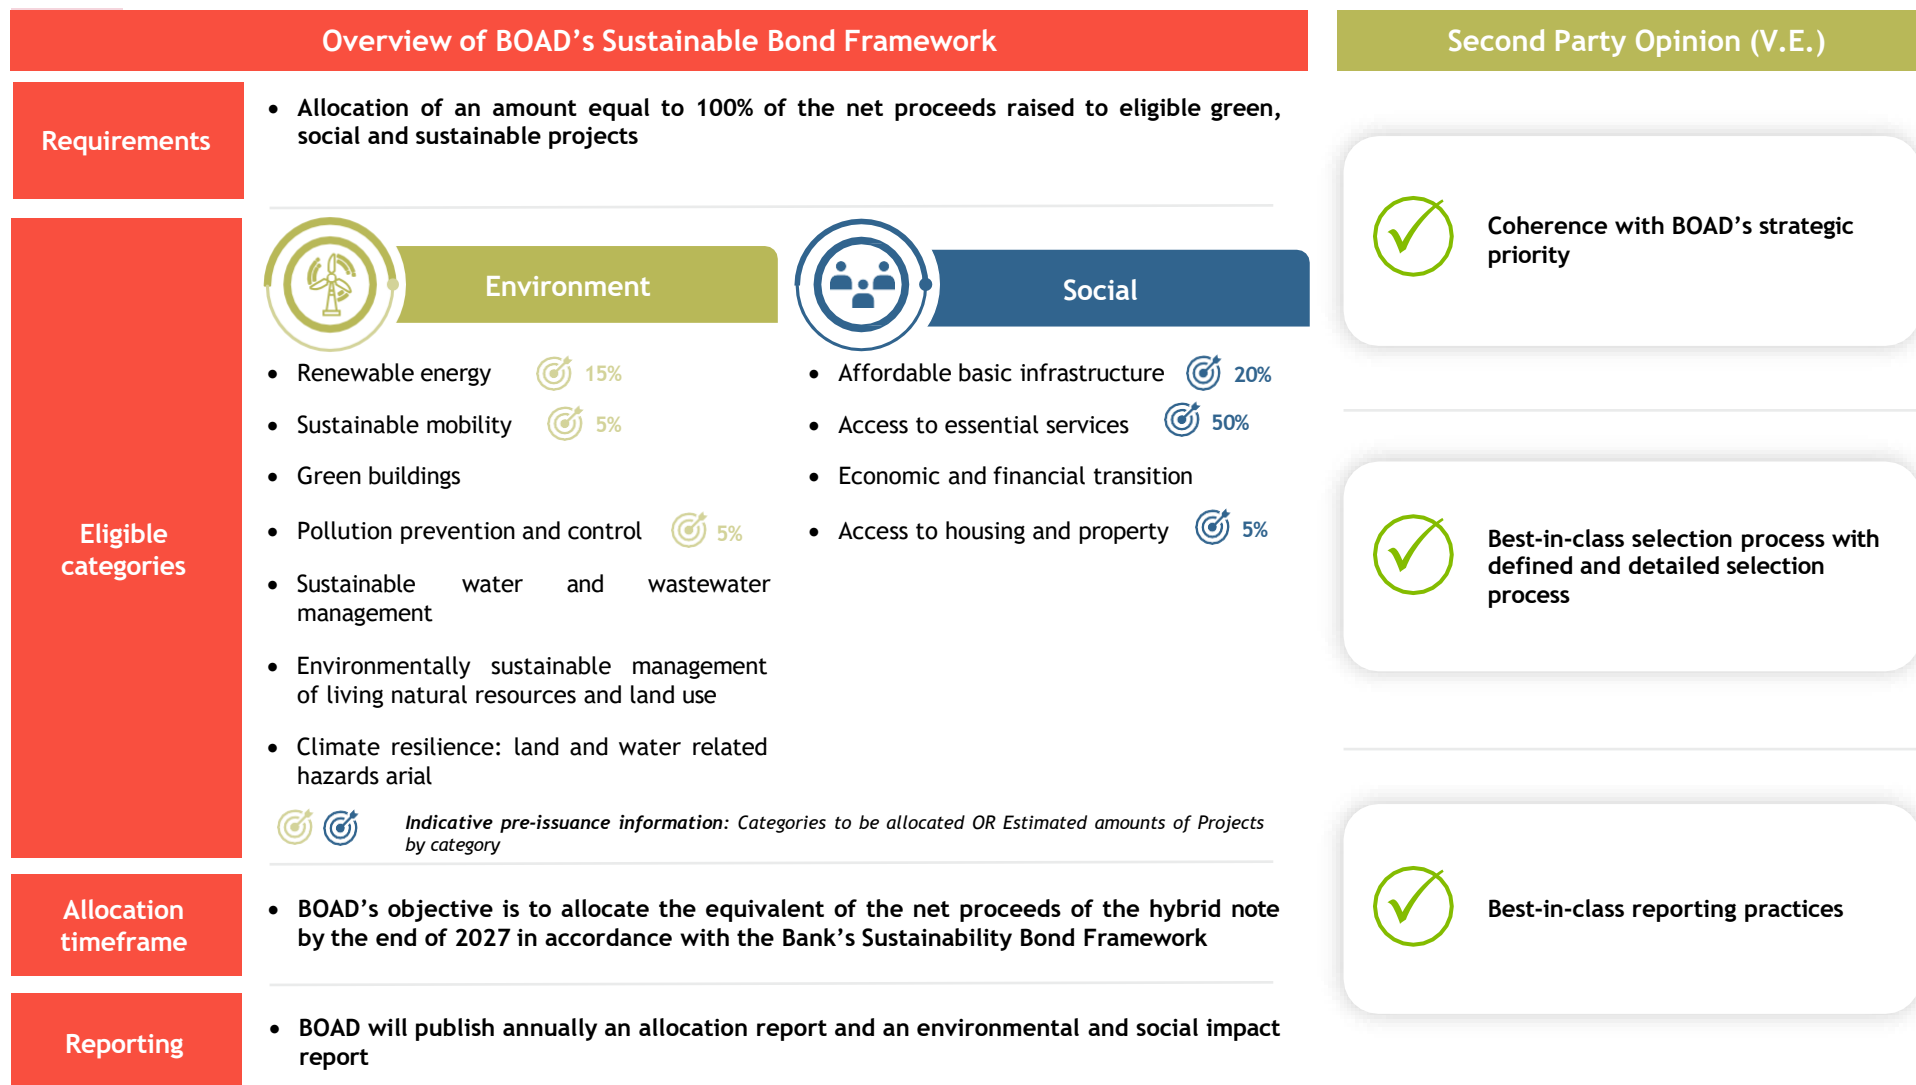 Overview of BOAD’s Sustainable Bond Framework
Second Party Opinion (V.E.)
Requirements
• Allocation of an amount equal to 100% of the net proceeds raised to eligible green,
social and sustainable projects
Eligible
categories
Environment
• Renewable energy 15%
• Sustainable mobility 5%
• Green buildings
• Pollution prevention and control 5%
• Sustainable water and wastewater
management
• Environmentally sustainable management
of living natural resources and land use
• Climate resilience: land and water related
hazards arial
Social
• Affordable basic infrastructure 20%
• Access to essential services 50%
• Economic and financial transition
• Access to housing and property 5%
Indicative pre-issuance information: Categories to be allocated OR Estimated amounts of Projects
by category
Allocation
timeframe
• BOAD’s objective is to allocate the equivalent of the net proceeds of the hybrid note
by the end of 2027 in accordance with the Bank’s Sustainability Bond Framework
Reporting
• BOAD will publish annually an allocation report and an environmental and social impact
report
Coherence with BOAD’s strategic
priority
Best-in-class selection process with
defined and detailed selection
process
Best-in-class reporting practices